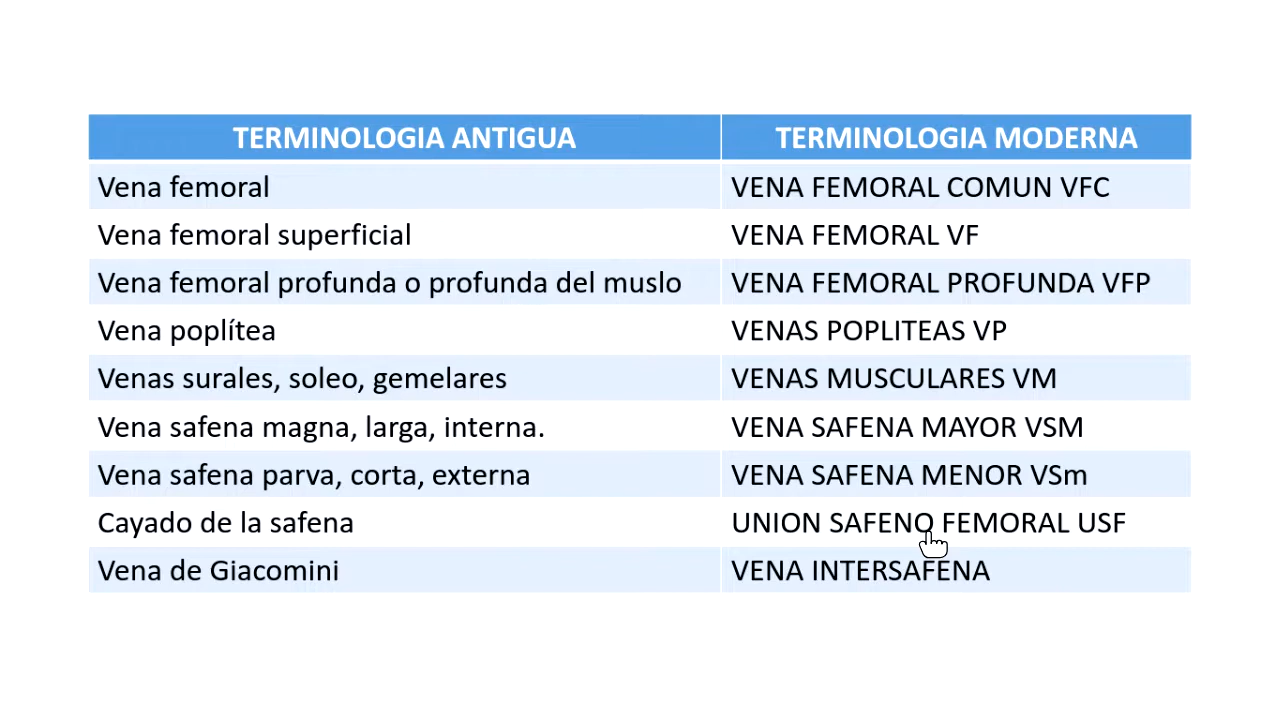 TERMINOLOGIA ANTIGUA TERMINOLOGIA MODERNA
Vena femoral VENA FEMORAL COMUN VFC
Vena femoral superficial VENA FEMORAL VF
Vena femoral profunda o profunda del muslo VENA FEMORAL PROFUNDA VFP
Vena poplítea VENAS POPLITEAS VP
Venas surales, soleo, gemelares VENAS MUSCULARES VM
Vena safena magna, larga, interna. VENA SAFENA MAYOR VSM
Vena safena parva, corta, externa VENA SAFENA MENOR VSm
Cayado de la safena UNION SAFENO FEMORAL USF
Vena de Giacomini VENA INTERSAFENA